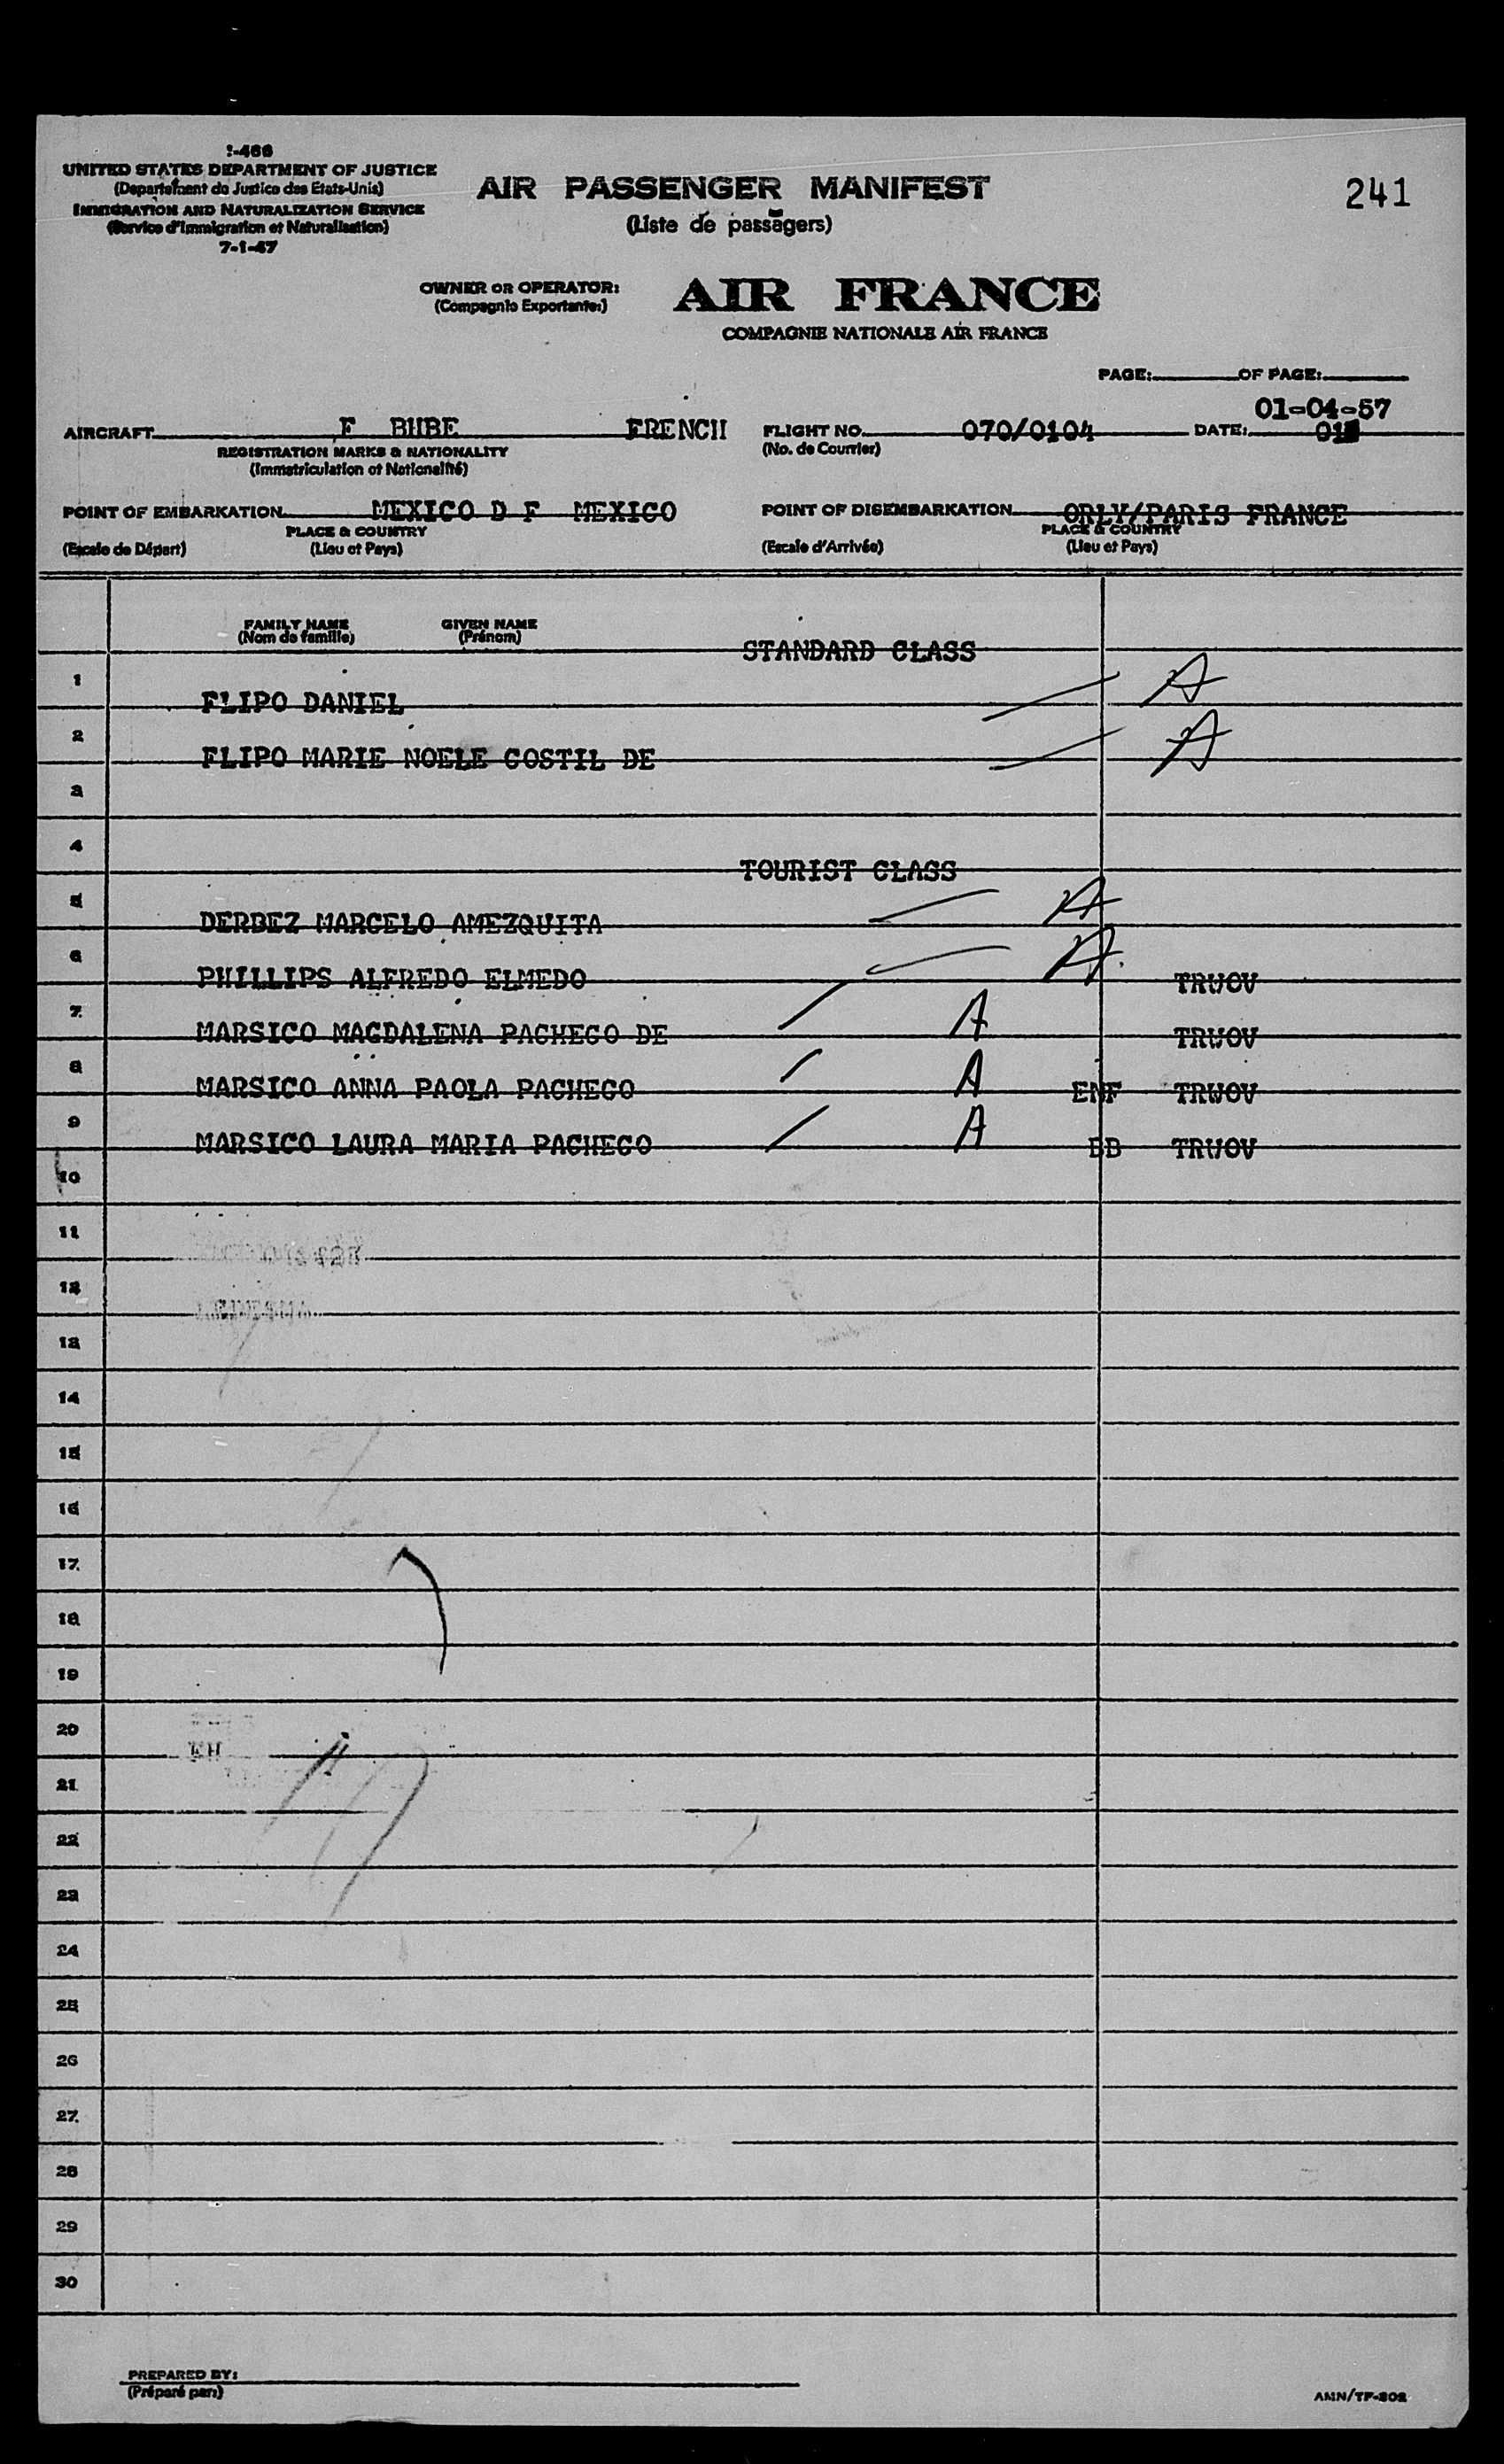 I-466
UNITED STATES DEPARTMENT OF JUSTICE
(Departement de Justice des Etats-Unis)
IMMIGRATION AND NATURALIZATION SERVICE
(Service d'Immigration et Naturalisation)
7-1-47
AIR PASSENGER MANIFEST
(Liste de passagers)
241
OWNER OR OPERATOR: AIR FRANCE
(Compagnie Exportante:)
COMPAGNIE NATIONALE AIR FRANCE
PAGE: OF PAGE:
01-04-57
AIRCRAFT F BHBE FRENCH FLIGHT NO. 070/0104 DATE: 01
REGISTRATION MARKS & NATIONALITY (No. de Courrier)
(Immatriculation et Nationalité)
POINT OF EMBARKATION MEXICO D F MEXICO POINT OF DISEMBARKATION ORLY/PARIS FRANCE
PLACE & COUNTRY PLACE & COUNTRY
(Escale de Départ) (Lieu et Pays) (Escale d'Arrivée) (Lieu et Pays)
FAMILY NAME GIVEN NAME
(Nom de famille) (Prénom)
STANDARD CLASS
1 FLIPO DANIEL A
2 FLIPO MARIE NOELE COSTIL DE A
3
4 TOURIST CLASS
5 DERBEZ MARCELO AMEZQUITA A
6 PHILLIPS ALFREDO ELMEDO A TRWOV
7 MARSICO MAGDALENA PACHECO DE A TRWOV
8 MARSICO ANNA PAOLA PACHECO A ENF TRWOV
9 MARSICO LAURA MARIA PACHECO A BB TRWOV
10
11
12
13
14
15
16
17
18
19
20
21
22
23
24
25
26
27
28
29
30
PREPARED BY:
(Préparé par:)
AMN/TF-802